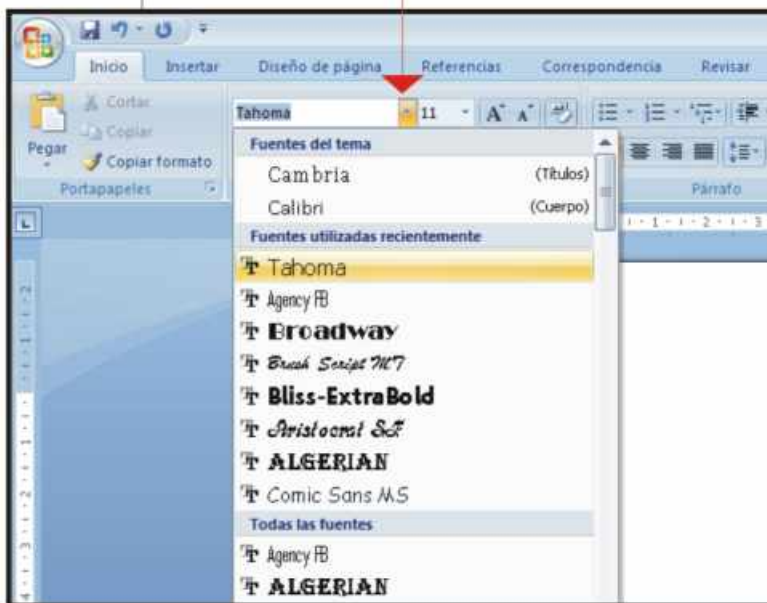 Inicio Insertar Diseño de página Referencias Correspondencia Revisar
Cortar
Copiar
Pegar
Copiar formato
Portapapeles
Tahoma 11
Párrafo
Fuentes del tema
Cambria (Títulos)
Calibri (Cuerpo)
Fuentes utilizadas recientemente
Tahoma
Agency FB
Broadway
Brush Script MT
Bliss-ExtraBold
Aristocrat SF
ALGERIAN
Comic Sans MS
Todas las fuentes
Agency FB
ALGERIAN